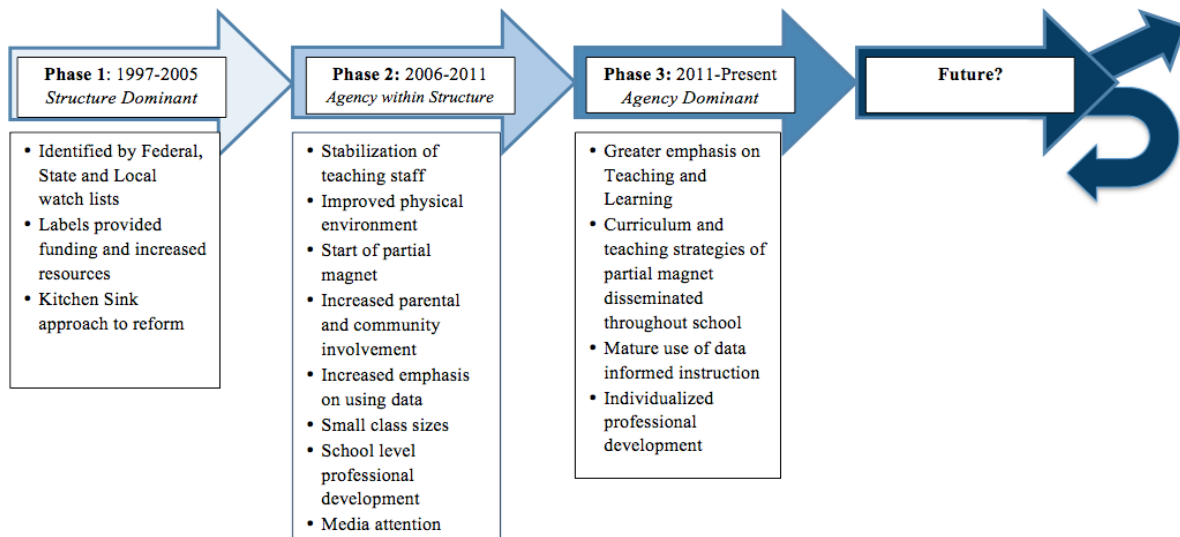 Phase 1: 1997-2005
Structure Dominant
• Identified by Federal,
State and Local
watch lists
• Labels provided
funding and increased
resources
• Kitchen Sink
approach to reform
Phase 2: 2006-2011
Agency within Structure
• Stabilization of
teaching staff
• Improved physical
environment
• Start of partial
magnet
• Increased parental
and community
involvement
• Increased emphasis
on using data
• Small class sizes
• School level
professional
development
• Media attention
Phase 3: 2011-Present
Agency Dominant
• Greater emphasis on
Teaching and
Learning
• Curriculum and
teaching strategies of
partial magnet
disseminated
throughout school
• Mature use of data
informed instruction
• Individualized
professional
development
Future?